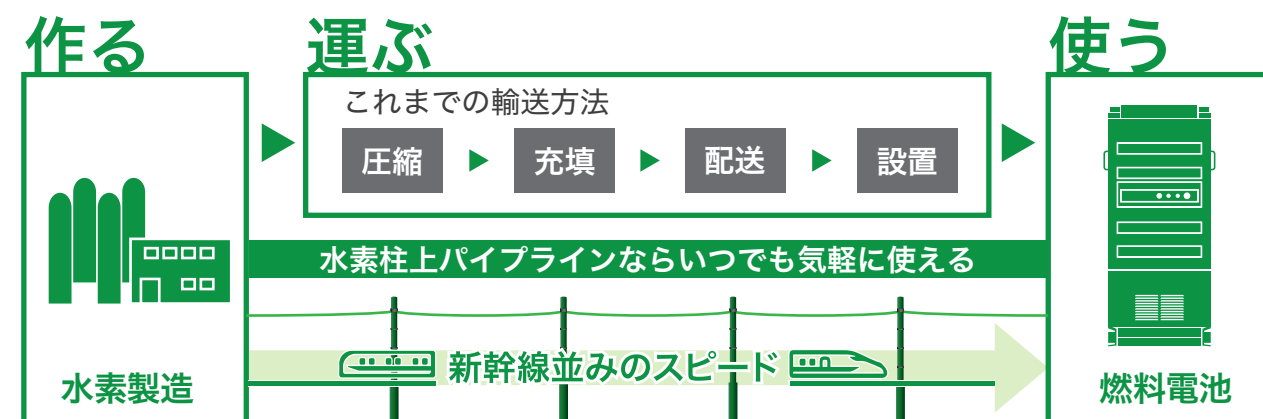 作る
運ぶ
使う
これまでの輸送方法
圧縮
充填
配送
設置
水素柱上パイプラインならいつでも気軽に使える
新幹線並みのスピード
水素製造
燃料電池